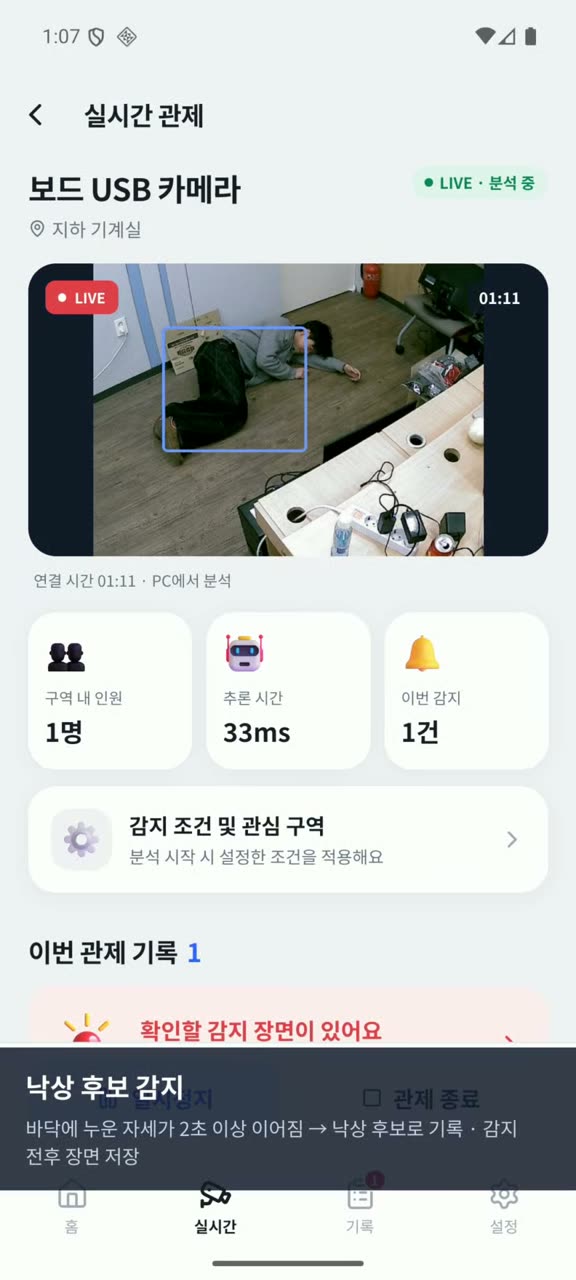 1:07
실시간 관제
보드 USB 카메라
LIVE · 분석 중
지하 기계실
LIVE
01:11
연결 시간 01:11 · PC에서 분석
구역 내 인원
1명
추론 시간
33ms
이번 감지
1건
감지 조건 및 관심 구역
분석 시작 시 설정한 조건을 적용해요
이번 관제 기록 1
확인할 감지 장면이 있어요
낙상 후보 감지
일시정지
관제 종료
바닥에 누운 자세가 2초 이상 이어짐 → 낙상 후보로 기록 · 감지
전후 장면 저장
1
홈
실시간
기록
설정